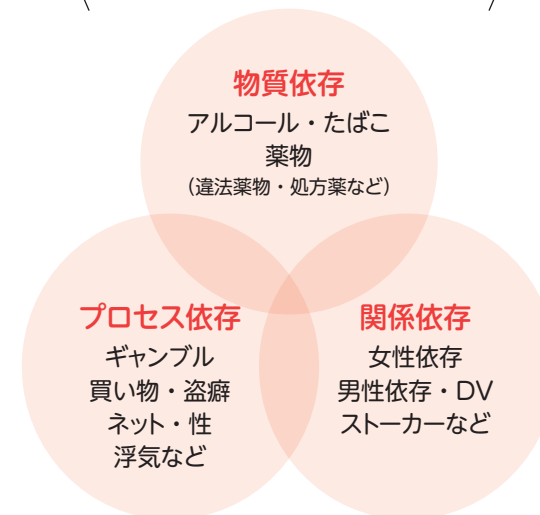 物質依存
アルコール・たばこ
薬物
（違法薬物・処方薬など）
プロセス依存
ギャンブル
買い物・盗癖
ネット・性
浮気など
関係依存
女性依存
男性依存・DV
ストーカーなど